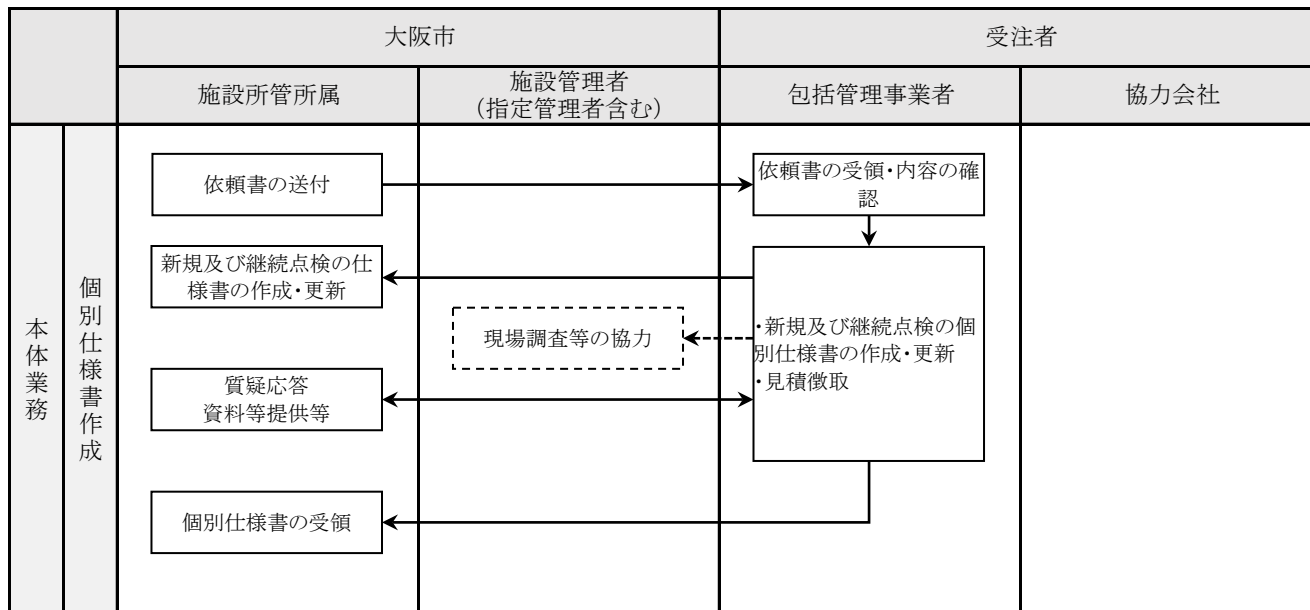 大阪市
受注者
施設所管所属
施設管理者
(指定管理者含む)
包括管理事業者
協力会社
本体業務
個別仕様書作成
依頼書の送付
依頼書の受領・内容の確
認
新規及び継続点検の仕
様書の作成・更新
現場調査等の協力
・新規及び継続点検の個
別仕様書の作成・更新
・見積徴取
質疑応答
資料等提供等
個別仕様書の受領